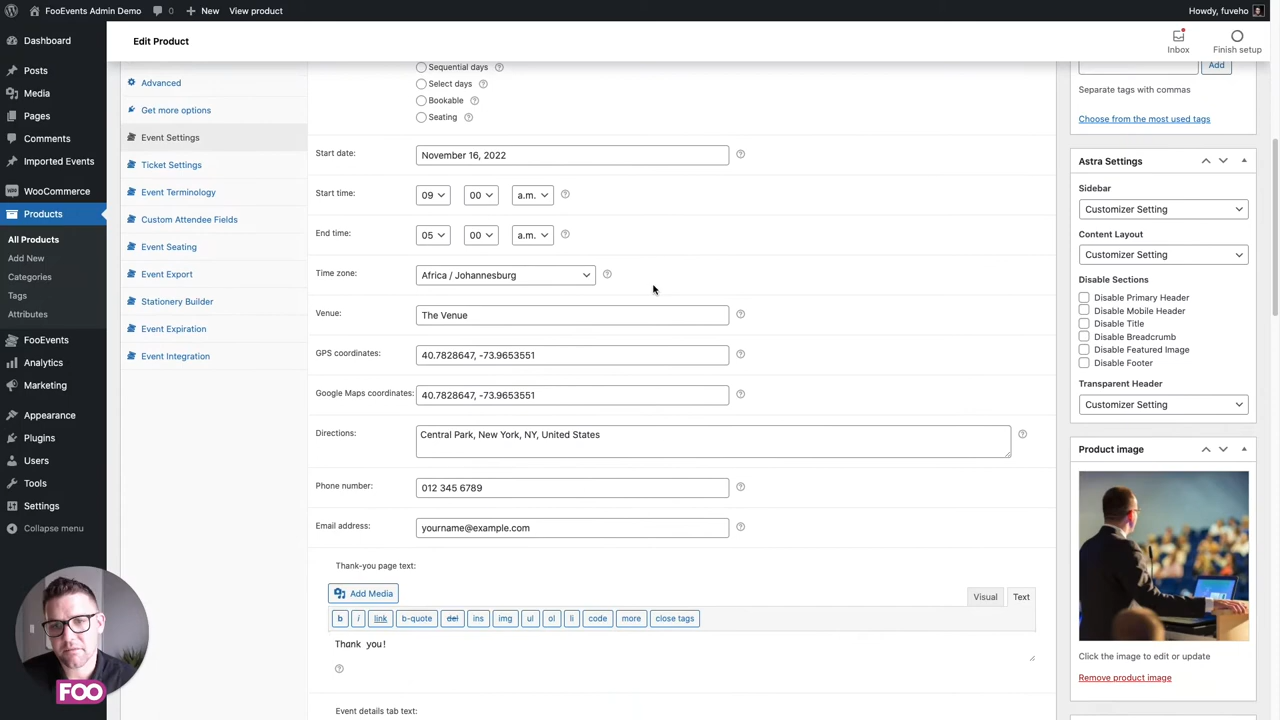 FooEvents Admin Demo
0
New
View product
Howdy, fuveho
Dashboard
Posts
Media
Pages
Comments
Imported Events
WooCommerce
Products
All Products
Add New
Categories
Tags
Attributes
FooEvents
Analytics
Marketing
Appearance
Plugins
Users
Tools
Settings
Collapse menu
FOO
Edit Product
Inbox
Finish setup
Advanced
Get more options
Event Settings
Ticket Settings
Event Terminology
Custom Attendee Fields
Event Seating
Event Export
Stationery Builder
Event Expiration
Event Integration
Sequential days
Select days
Bookable
Seating
Start date: November 16, 2022
Start time: 09 00 a.m.
End time: 05 00 a.m.
Time zone: Africa / Johannesburg
Venue: The Venue
GPS coordinates: 40.7828647, -73.9653551
Google Maps coordinates: 40.7828647, -73.9653551
Directions: Central Park, New York, NY, United States
Phone number: 012 345 6789
Email address: yourname@example.com
Thank-you page text:
Add Media
Visual Text
b i link b-quote del ins img ul ol li code more close tags
Thank you!
Event details tab text:
Add
Separate tags with commas
Choose from the most used tags
Astra Settings
Sidebar
Customizer Setting
Content Layout
Customizer Setting
Disable Sections
Disable Primary Header
Disable Mobile Header
Disable Title
Disable Breadcrumb
Disable Featured Image
Disable Footer
Transparent Header
Customizer Setting
Product image
Click the image to edit or update
Remove product image